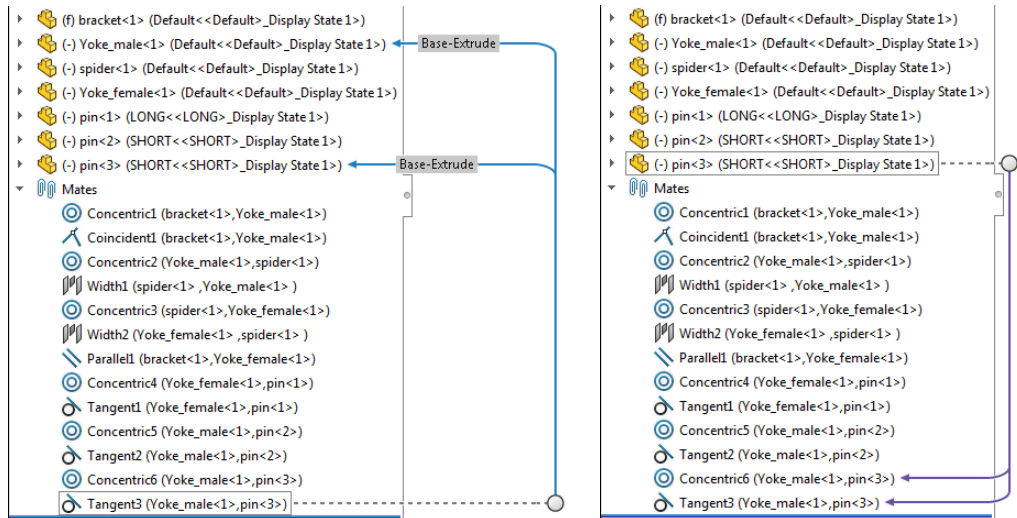 (f) bracket<1> (Default<<Default>_Display State 1>)
(-) Yoke_male<1> (Default<<Default>_Display State 1>)
Base-Extrude
(-) spider<1> (Default<<Default>_Display State 1>)
(-) Yoke_female<1> (Default<<Default>_Display State 1>)
(-) pin<1> (LONG<<LONG>_Display State 1>)
(-) pin<2> (SHORT<<SHORT>_Display State 1>)
(-) pin<3> (SHORT<<SHORT>_Display State 1>)
Base-Extrude
Mates
Concentric1 (bracket<1>,Yoke_male<1>)
Coincident1 (bracket<1>,Yoke_male<1>)
Concentric2 (Yoke_male<1>,spider<1>)
Width1 (spider<1> ,Yoke_male<1> )
Concentric3 (spider<1>,Yoke_female<1>)
Width2 (Yoke_female<1> ,spider<1> )
Parallel1 (bracket<1>,Yoke_female<1>)
Concentric4 (Yoke_female<1>,pin<1>)
Tangent1 (Yoke_female<1>,pin<1>)
Concentric5 (Yoke_male<1>,pin<2>)
Tangent2 (Yoke_male<1>,pin<2>)
Concentric6 (Yoke_male<1>,pin<3>)
Tangent3 (Yoke_male<1>,pin<3>)
(f) bracket<1> (Default<<Default>_Display State 1>)
(-) Yoke_male<1> (Default<<Default>_Display State 1>)
(-) spider<1> (Default<<Default>_Display State 1>)
(-) Yoke_female<1> (Default<<Default>_Display State 1>)
(-) pin<1> (LONG<<LONG>_Display State 1>)
(-) pin<2> (SHORT<<SHORT>_Display State 1>)
(-) pin<3> (SHORT<<SHORT>_Display State 1>)
Mates
Concentric1 (bracket<1>,Yoke_male<1>)
Coincident1 (bracket<1>,Yoke_male<1>)
Concentric2 (Yoke_male<1>,spider<1>)
Width1 (spider<1> ,Yoke_male<1> )
Concentric3 (spider<1>,Yoke_female<1>)
Width2 (Yoke_female<1> ,spider<1> )
Parallel1 (bracket<1>,Yoke_female<1>)
Concentric4 (Yoke_female<1>,pin<1>)
Tangent1 (Yoke_female<1>,pin<1>)
Concentric5 (Yoke_male<1>,pin<2>)
Tangent2 (Yoke_male<1>,pin<2>)
Concentric6 (Yoke_male<1>,pin<3>)
Tangent3 (Yoke_male<1>,pin<3>)